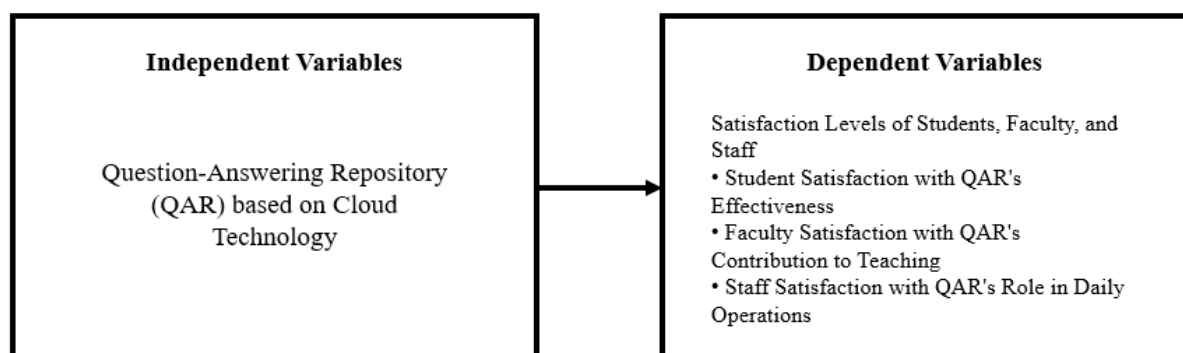 Independent Variables
Question-Answering Repository
(QAR) based on Cloud
Technology
Dependent Variables
Satisfaction Levels of Students, Faculty, and
Staff
• Student Satisfaction with QAR's
Effectiveness
• Faculty Satisfaction with QAR's
Contribution to Teaching
• Staff Satisfaction with QAR's Role in Daily
Operations